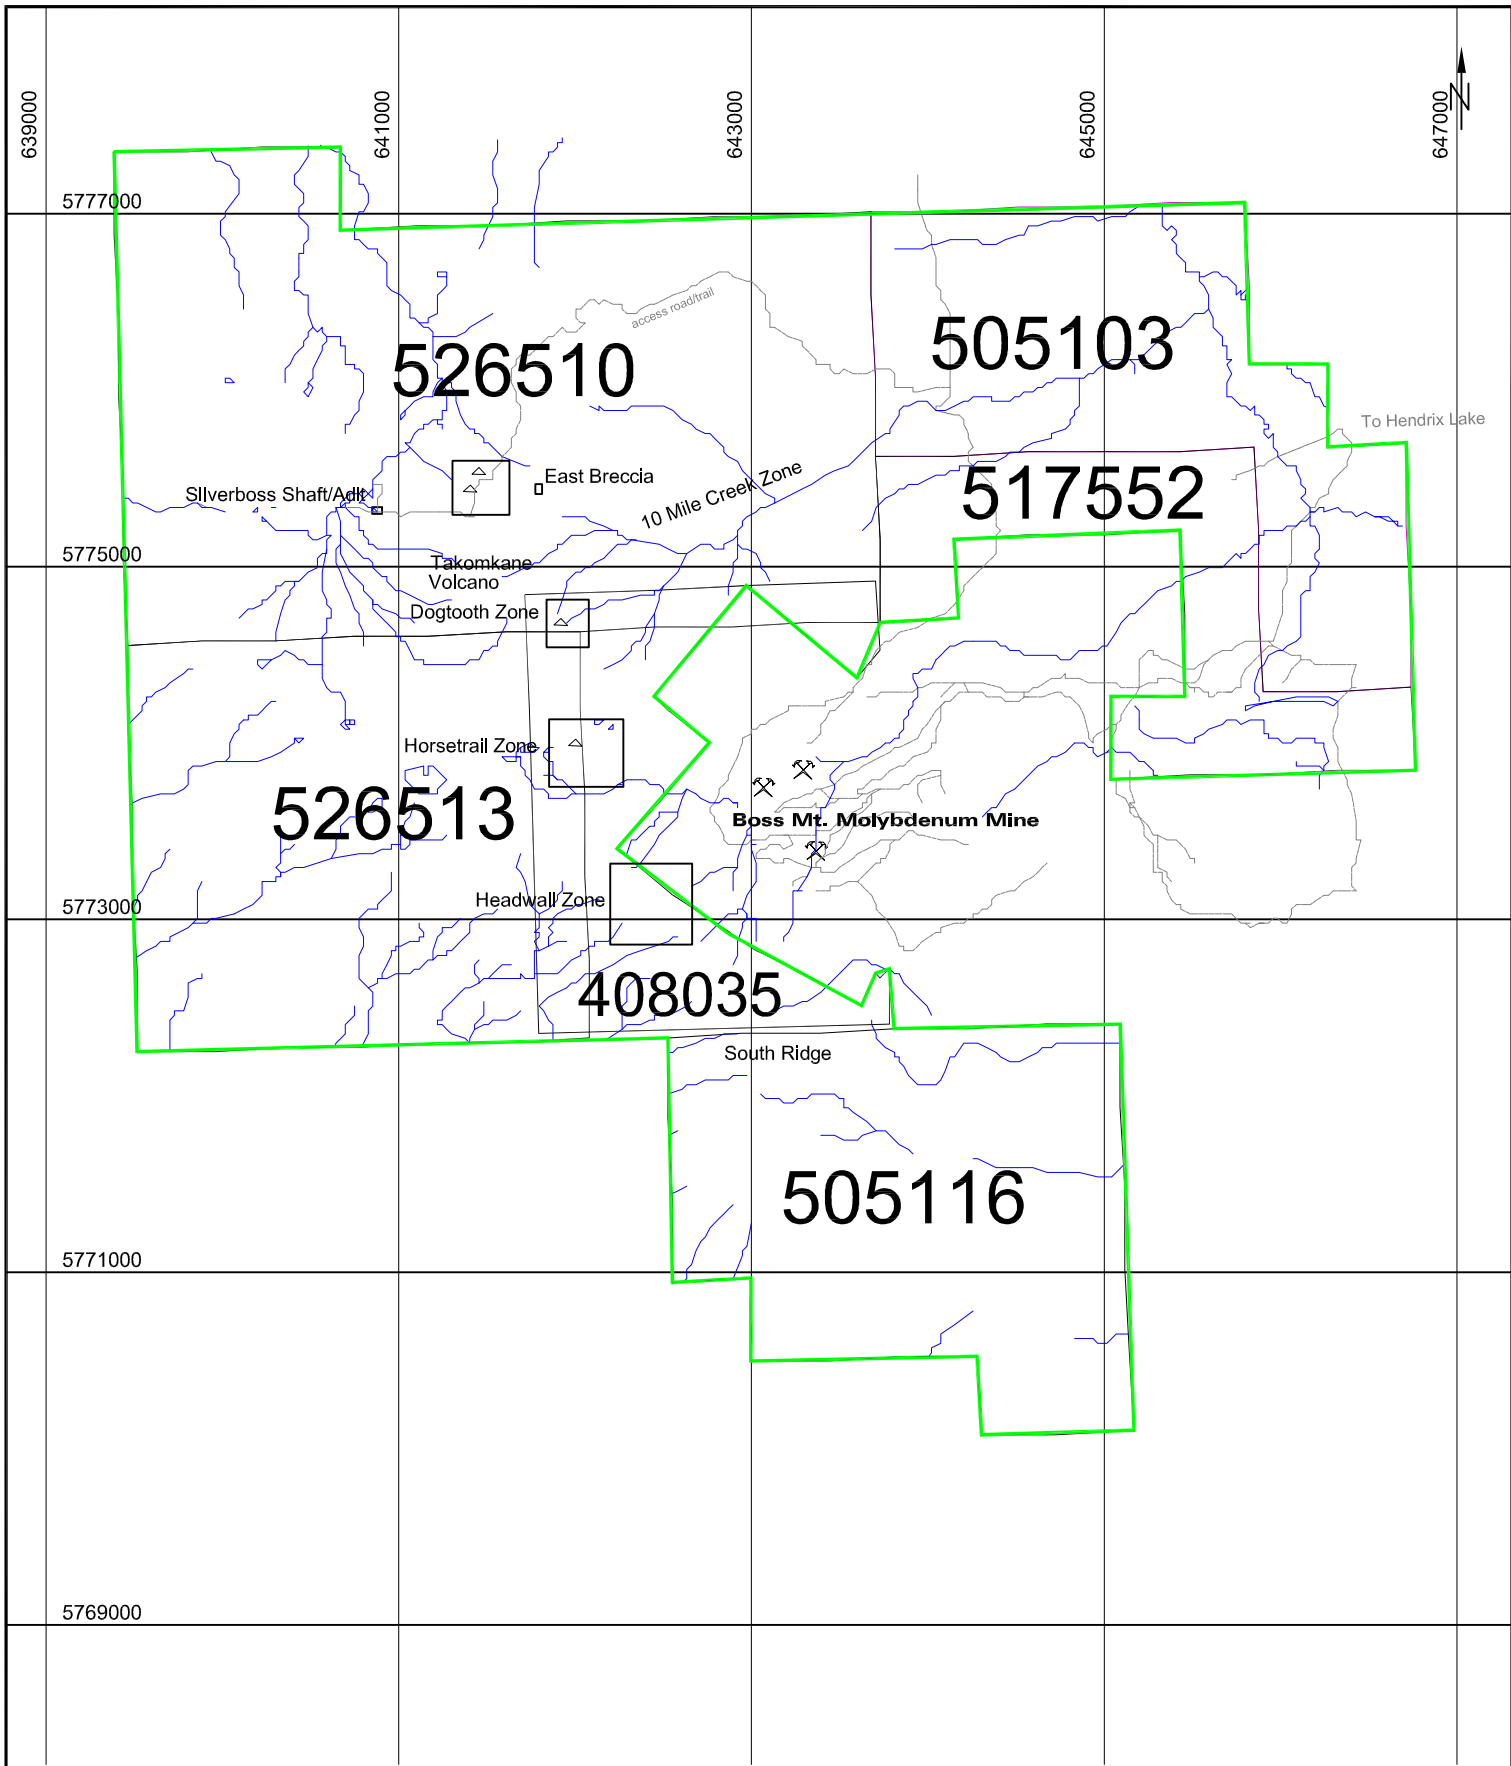 639000
641000
643000
645000
647000
N
5777000
access road/trail
526510
505103
To Hendrix Lake
10 Mile Creek Zone
517552
East Breccia
SIlverboss Shaft/Adit
5775000
Takomkane
Volcano
Dogtooth Zone
Horsetrail Zone
526513
Boss Mt. Molybdenum Mine
Headwall Zone
5773000
408035
South Ridge
505116
5771000
5769000